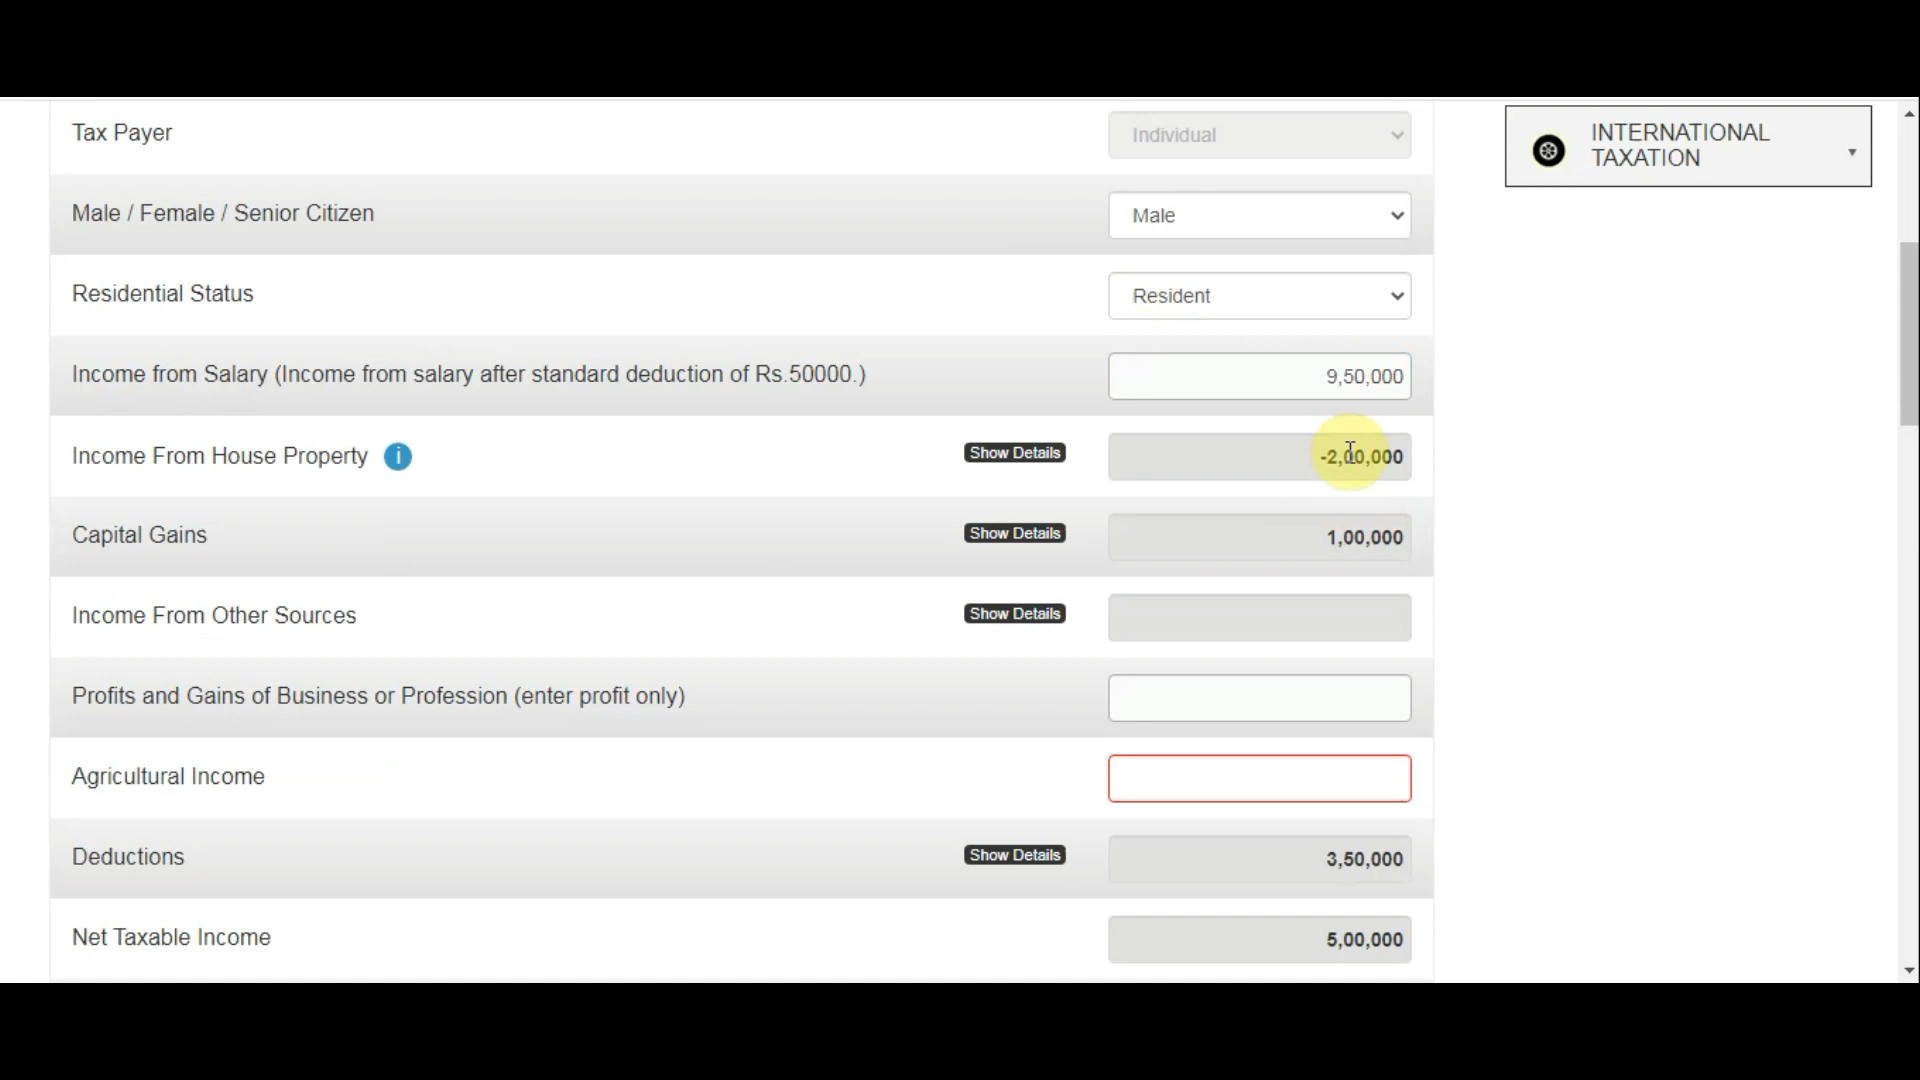 Tax Payer
Individual
INTERNATIONAL
TAXATION
Male / Female / Senior Citizen
Male
Residential Status
Resident
Income from Salary (Income from salary after standard deduction of Rs.50000.)
9,50,000
Income From House Property i
Show Details
-2,00,000
Capital Gains
Show Details
1,00,000
Income From Other Sources
Show Details
Profits and Gains of Business or Profession (enter profit only)
Agricultural Income
Deductions
Show Details
3,50,000
Net Taxable Income
5,00,000